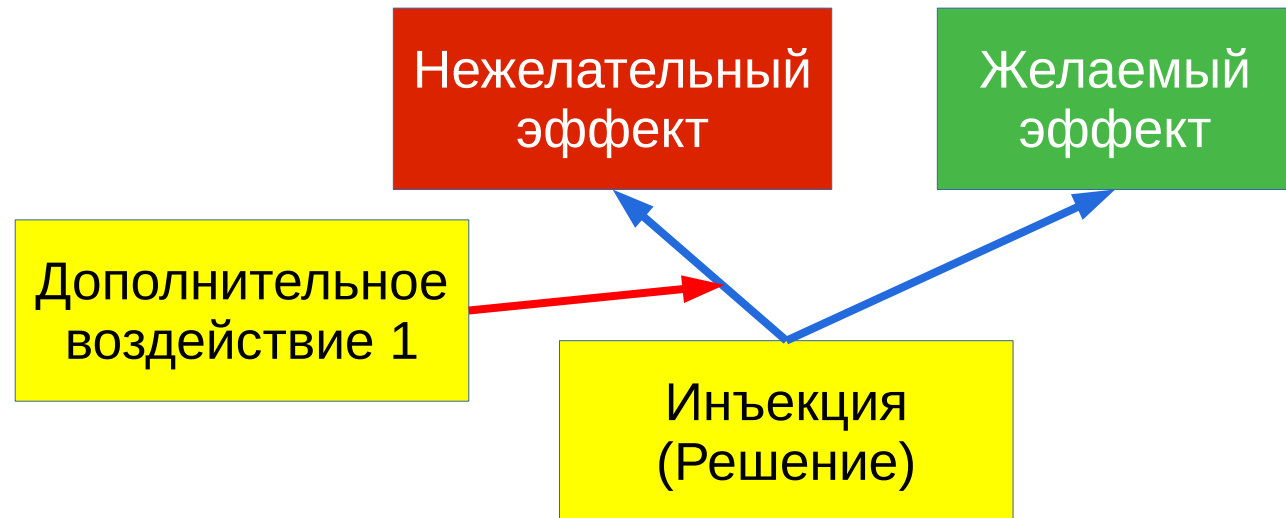 Нежелательный
эффект
Желаемый
эффект
Дополнительное
воздействие 1
Инъекция
(Решение)